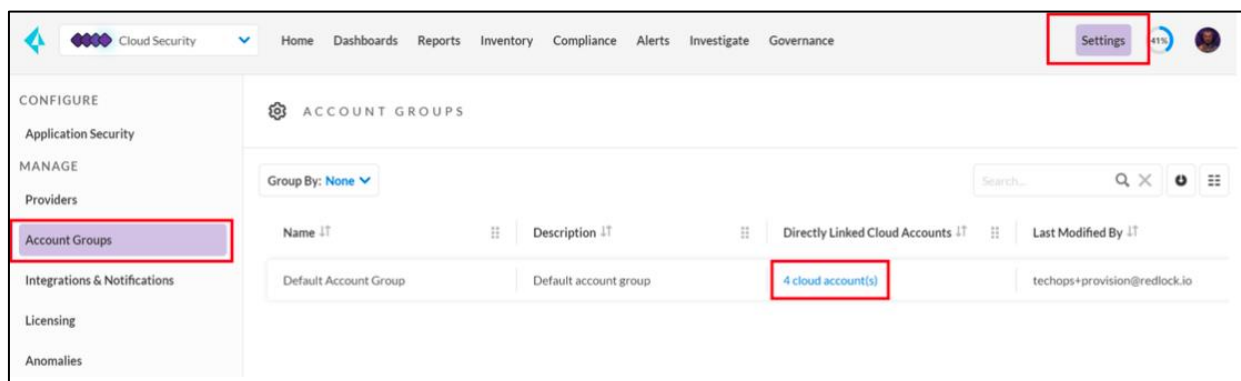 Cloud Security Home Dashboards Reports Inventory Compliance Alerts Investigate Governance Settings 41%
CONFIGURE
Application Security
MANAGE
Providers
Account Groups
Integrations & Notifications
Licensing
Anomalies
ACCOUNT GROUPS
Group By: None
Search...
Name Description Directly Linked Cloud Accounts Last Modified By
Default Account Group Default account group 4 cloud account(s) techops+provision@redlock.io